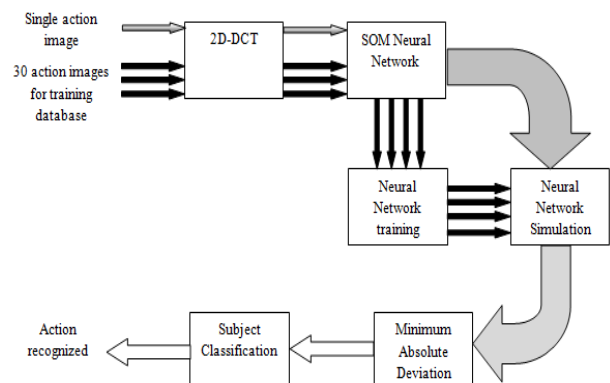 Single action
image
2D-DCT
SOM Neural
Network
30 action images
for training
database
Neural
Network
training
Neural
Network
Simulation
Action
recognized
Subject
Classification
Minimum
Absolute
Deviation